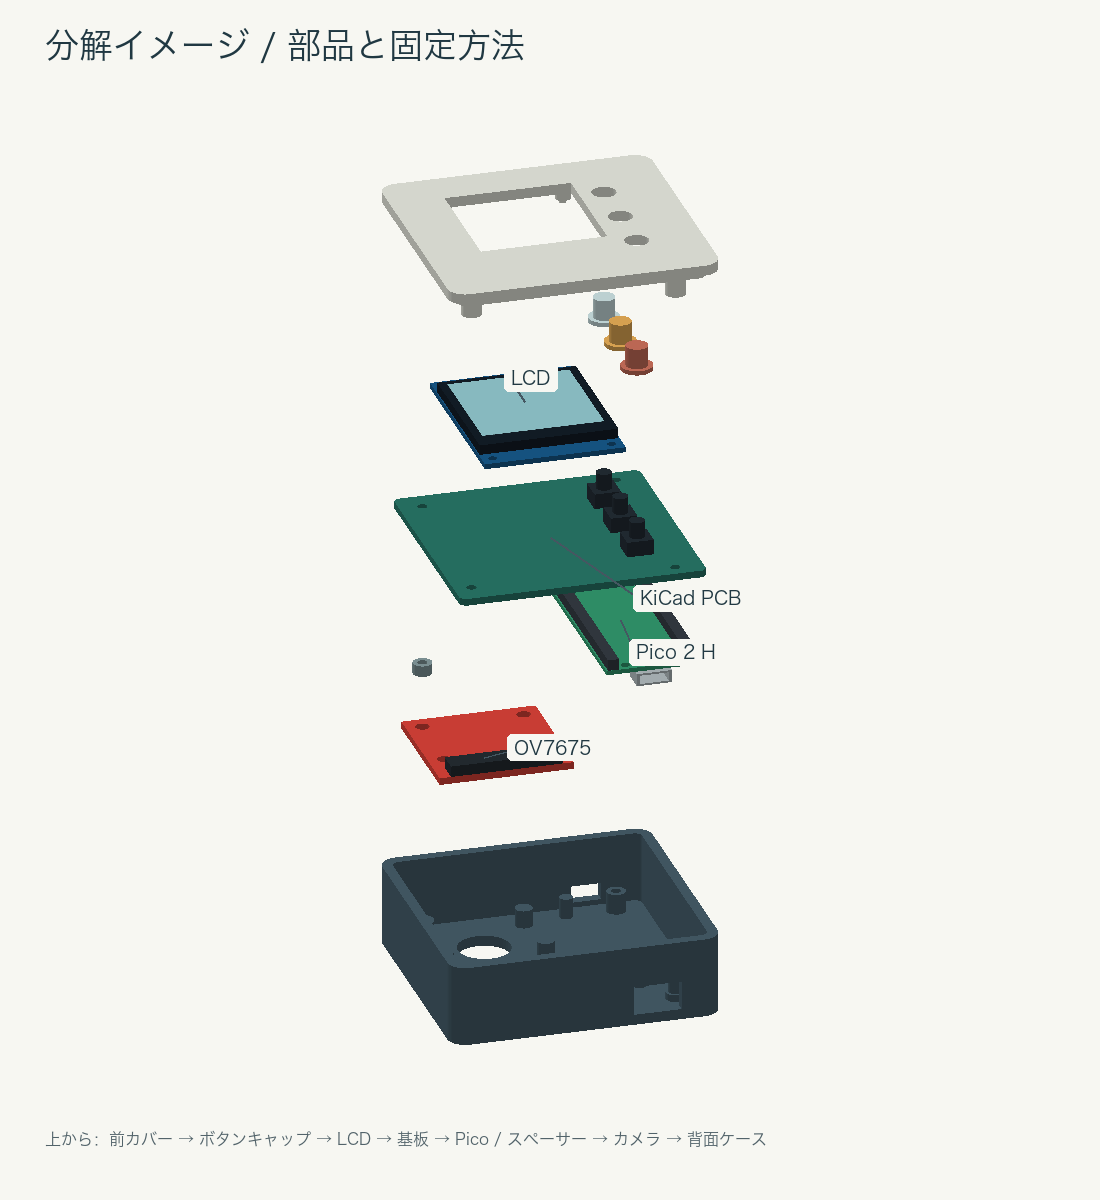 分解イメージ / 部品と固定方法
LCD
KiCad PCB
Pico 2 H
OV7675
上から: 前カバー → ボタンキャップ → LCD → 基板 → Pico / スペーサー → カメラ → 背面ケース